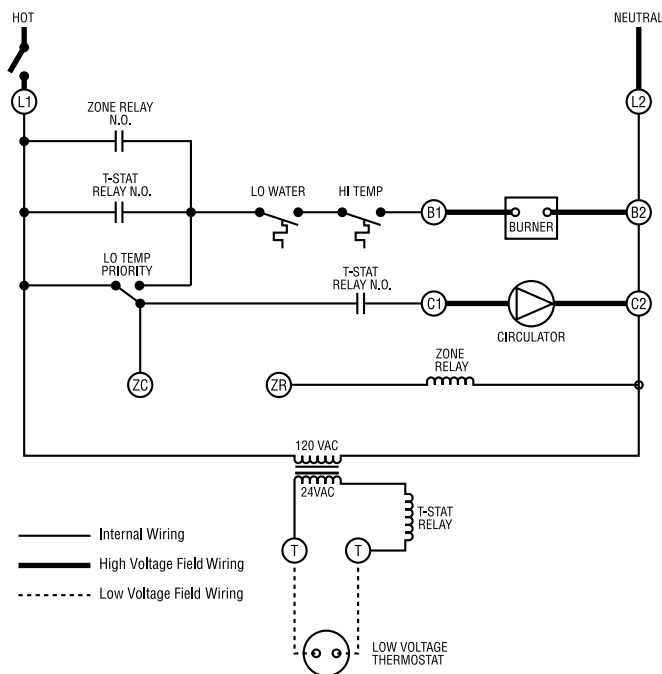 HOT
NEUTRAL
L1
L2
ZONE RELAY
N.O.
T-STAT
RELAY N.O.
LO WATER
HI TEMP
B1
BURNER
B2
LO TEMP
PRIORITY
T-STAT
RELAY N.O.
C1
C2
CIRCULATOR
ZONE
RELAY
ZC
ZR
120 VAC
24VAC
T-STAT
RELAY
T
T
Internal Wiring
High Voltage Field Wiring
Low Voltage Field Wiring
LOW VOLTAGE
THERMOSTAT